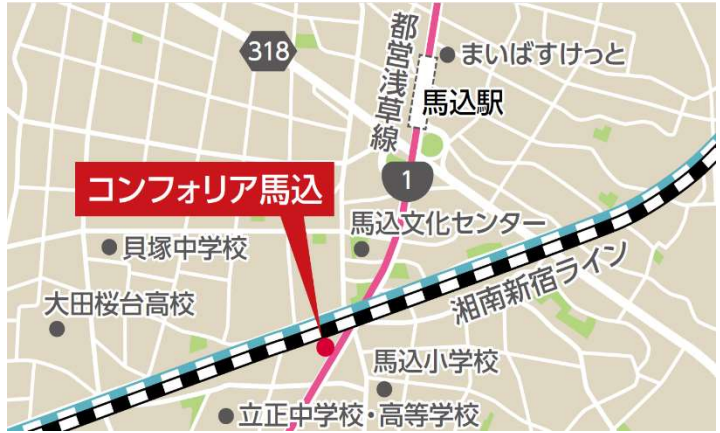 318
都営浅草線
まいばすけっと
馬込駅
1
コンフォリア馬込
馬込文化センター
貝塚中学校
湘南新宿ライン
大田桜台高校
馬込小学校
立正中学校・高等学校